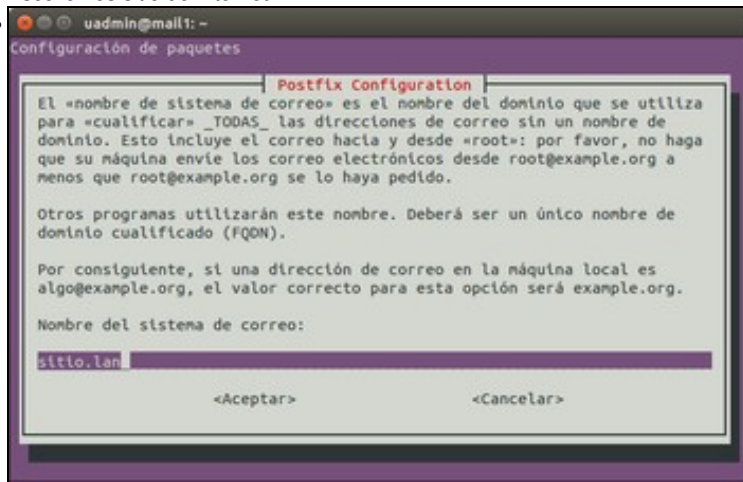 uadmin@mail1: ~
Configuración de paquetes
Postfix Configuration
El «nombre de sistema de correo» es el nombre del dominio que se utiliza
para «cualificar» _TODAS_ las direcciones de correo sin un nombre de
dominio. Esto incluye el correo hacia y desde «root»: por favor, no haga
que su máquina envíe los correo electrónicos desde root@example.org a
menos que root@example.org se lo haya pedido.
Otros programas utilizarán este nombre. Deberá ser un único nombre de
dominio cualificado (FQDN).
Por consiguiente, si una dirección de correo en la máquina local es
algo@example.org, el valor correcto para esta opción será example.org.
Nombre del sistema de correo:
sitio.lan
<Aceptar> <Cancelar>